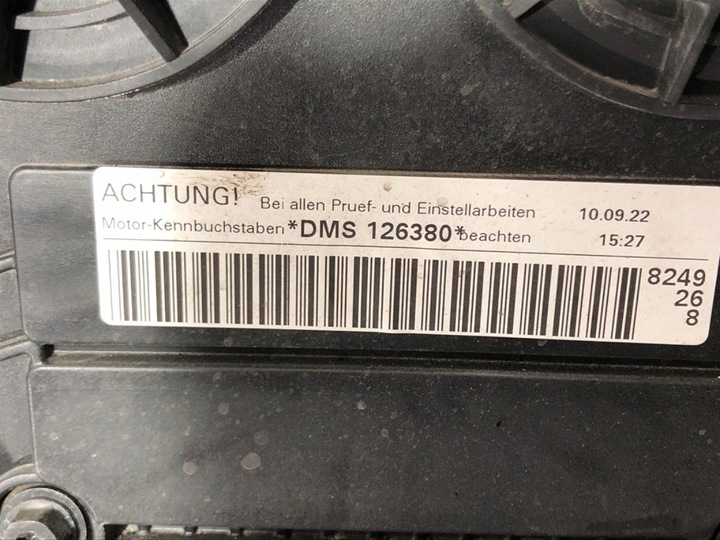 ACHTUNG! Bei allen Pruef- und Einstellarbeiten 10.09.22
Motor-Kennbuchstaben *DMS 126380* beachten 15:27
8249
26
8